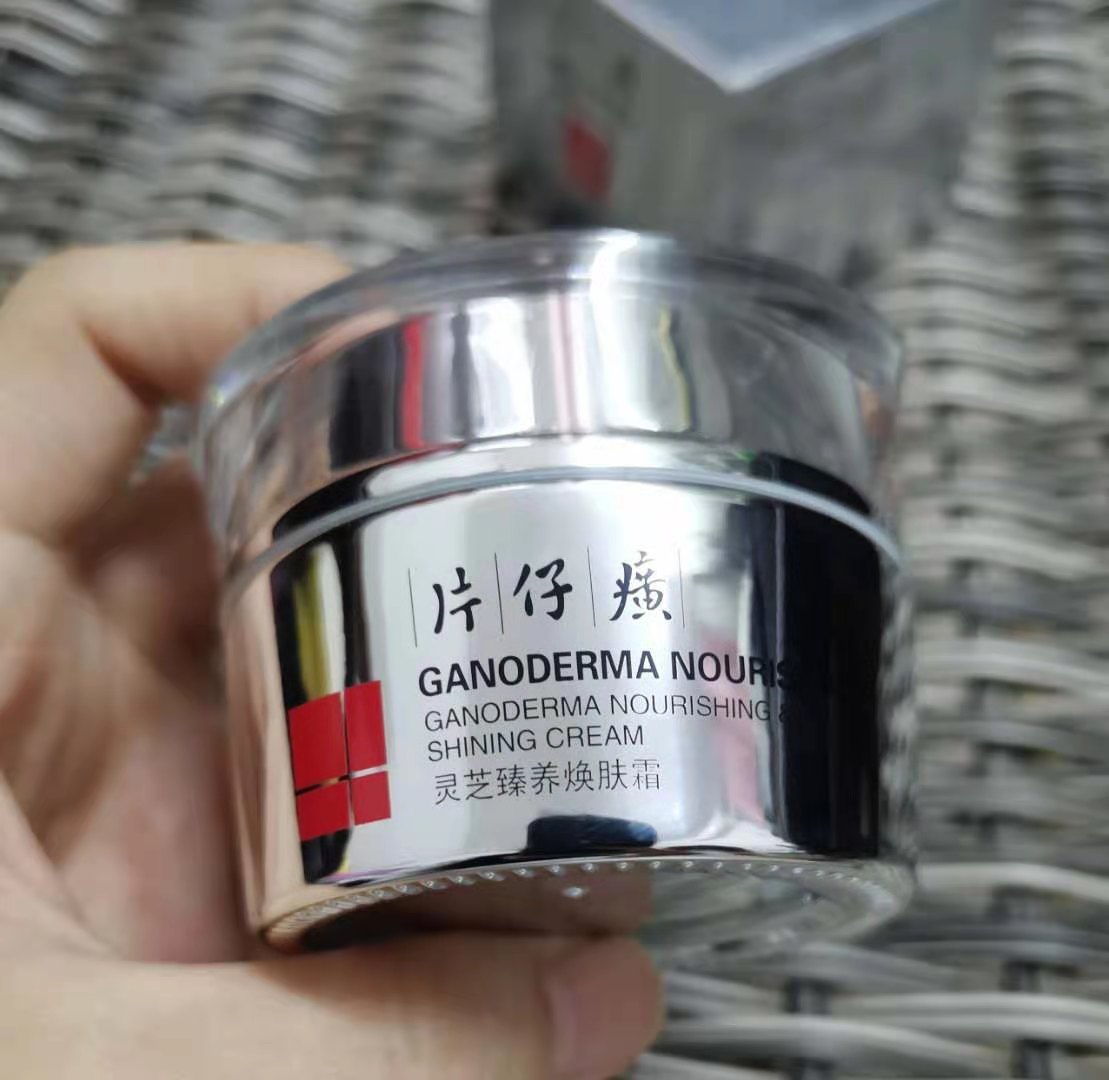 片仔癀
GANODERMA NOURIS
GANODERMA NOURISHING &
SHINING CREAM
灵芝臻养焕肤霜